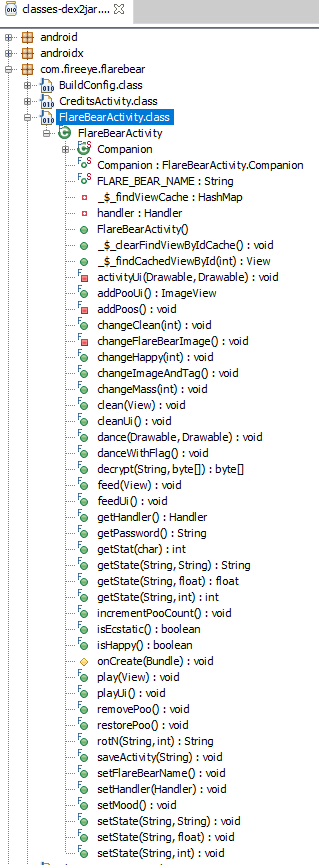 classes-dex2jar....
android
androidx
com.fireeye.flarebear
BuildConfig.class
CreditsActivity.class
FlareBearActivity.class
FlareBearActivity
Companion
Companion : FlareBearActivity.Companion
FLARE_BEAR_NAME : String
_$_findViewCache : HashMap
handler : Handler
FlareBearActivity()
_$_clearFindViewByIdCache() : void
_$_findCachedViewById(int) : View
activityUi(Drawable, Drawable) : void
addPooUi() : ImageView
addPoos() : void
changeClean(int) : void
changeFlareBearImage() : void
changeHappy(int) : void
changeImageAndTag() : void
changeMass(int) : void
clean(View) : void
cleanUi() : void
dance(Drawable, Drawable) : void
danceWithFlag() : void
decrypt(String, byte[]) : byte[]
feed(View) : void
feedUi() : void
getHandler() : Handler
getPassword() : String
getStat(char) : int
getState(String, String) : String
getState(String, float) : float
getState(String, int) : int
incrementPooCount() : void
isEcstatic() : boolean
isHappy() : boolean
onCreate(Bundle) : void
play(View) : void
playUi() : void
removePoo() : void
restorePoo() : void
rotN(String, int) : String
saveActivity(String) : void
setFlareBearName() : void
setHandler(Handler) : void
setMood() : void
setState(String, String) : void
setState(String, float) : void
setState(String, int) : void